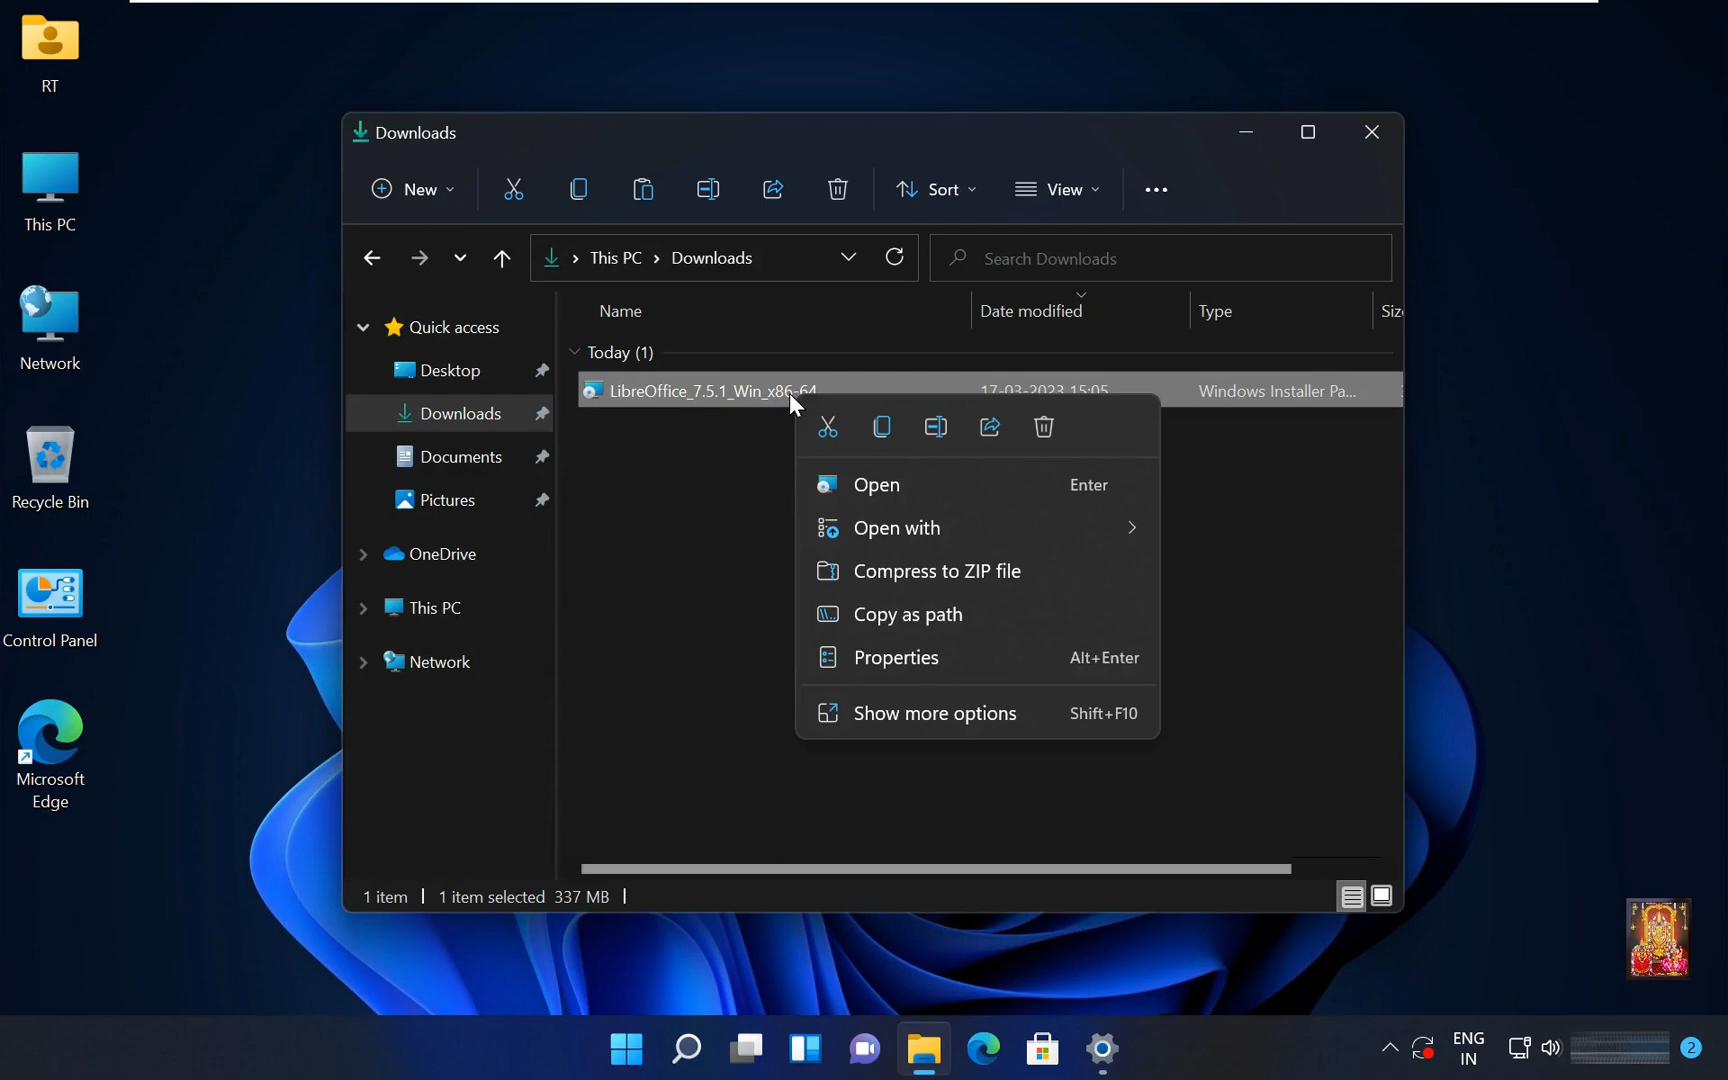 RT
This PC
Network
Recycle Bin
Control Panel
Microsoft
Edge
Downloads
New
Sort
View
This PC
Downloads
Search Downloads
Name
Date modified
Type
Siz
Quick access
Desktop
Downloads
Documents
Pictures
OneDrive
This PC
Network
Today (1)
LibreOffice_7.5.1_Win_x86-64
17-03-2023 15:05
Windows Installer Pa...
Open
Enter
Open with
Compress to ZIP file
Copy as path
Properties
Alt+Enter
Show more options
Shift+F10
1 item
1 item selected 337 MB
ENG
IN
2